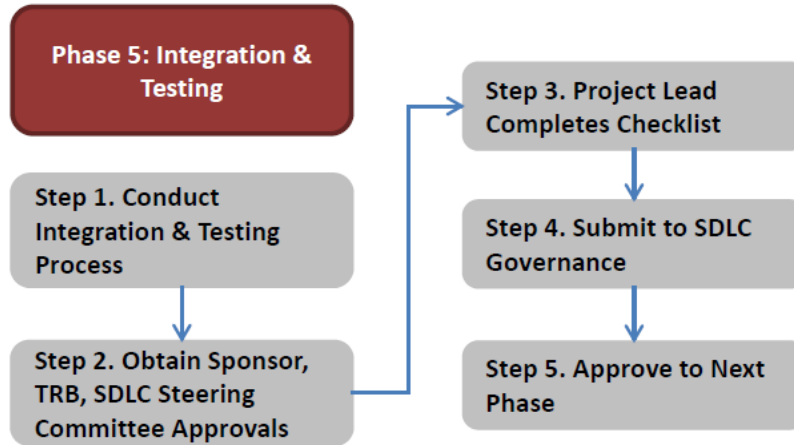 Phase 5: Integration &
Testing
Step 1. Conduct
Integration & Testing
Process
Step 2. Obtain Sponsor,
TRB, SDLC Steering
Committee Approvals
Step 3. Project Lead
Completes Checklist
Step 4. Submit to SDLC
Governance
Step 5. Approve to Next
Phase